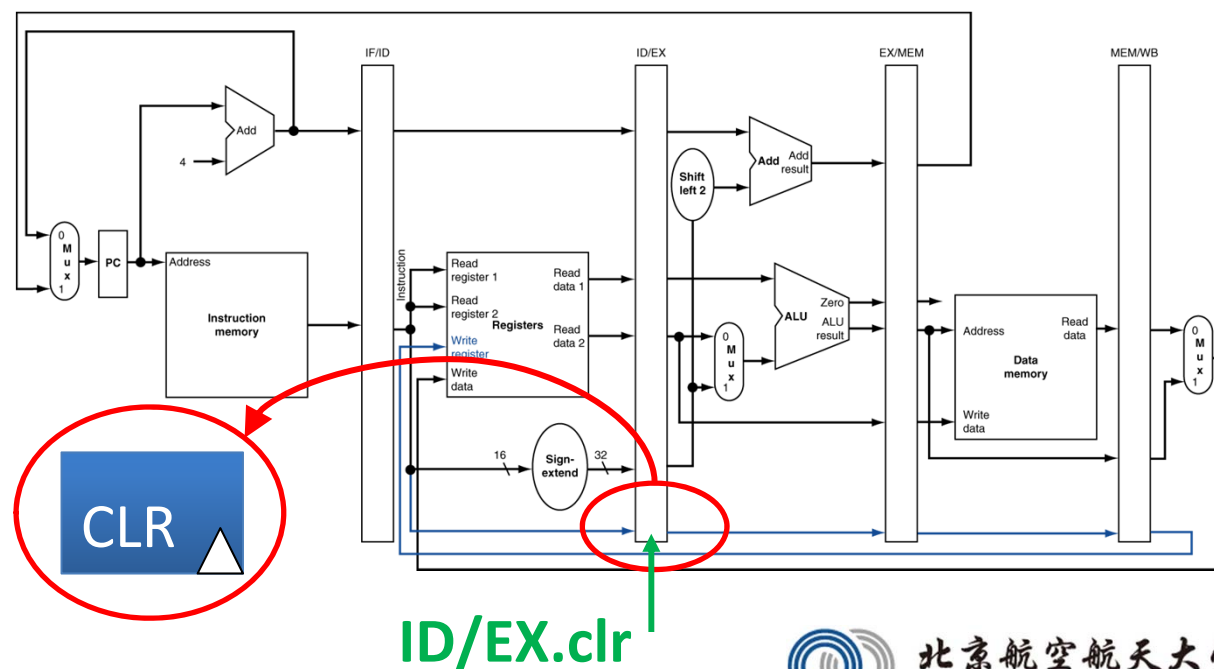 IF/ID
ID/EX
EX/MEM
MEM/WB
Add
4
Add
Add
result
Shift
left 2
0
M
u
x
1
PC
Address
Instruction
memory
Instruction
Read
register 1
Read
register 2
Write
register
Write
data
Registers
Read
data 1
Read
data 2
0
M
u
x
1
Zero
ALU
ALU
result
Address
Read
data
Data
memory
Write
data
0
M
u
x
1
16
Sign-
extend
32
CLR
ID/EX.clr
北京航空航天大